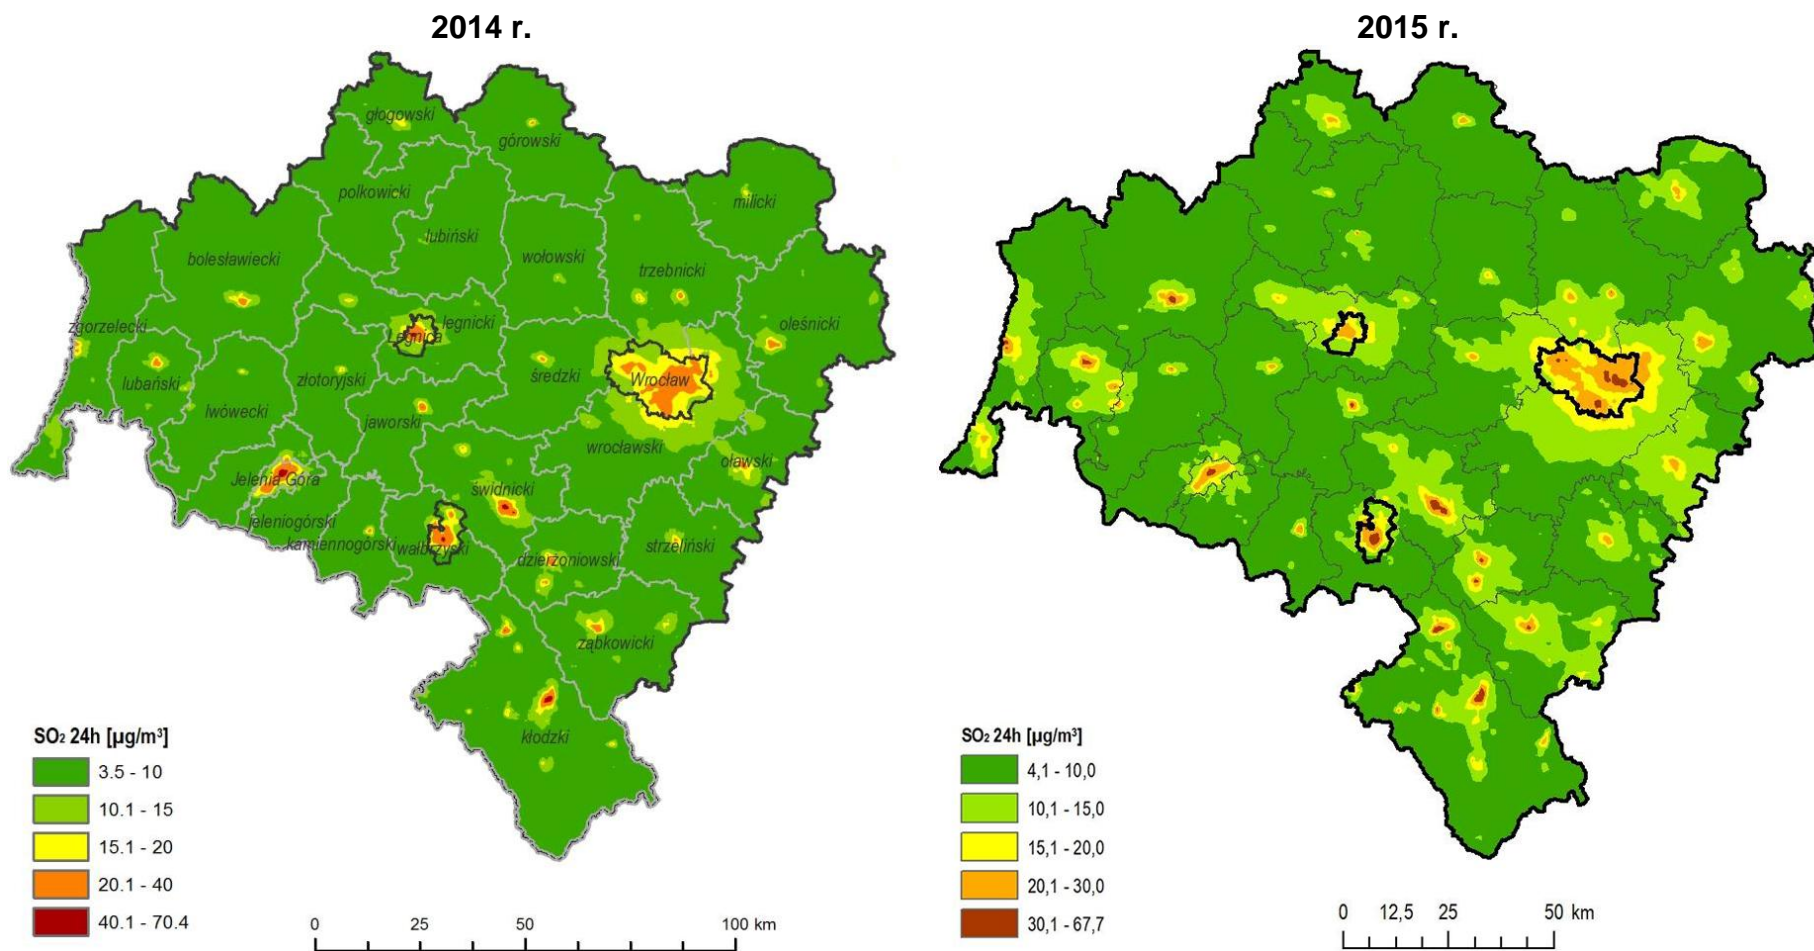 2014 r.
głogowski
górowski
polkowicki
milicki
lubiński
bolesławiecki
wołowski
trzebnicki
zgorzelecki
legnicki
Legnica
oleśnicki
lubański
złotoryjski
średzki
Wrocław
lwówecki
jaworski
wrocławski
oławski
Jelenia Góra
świdnicki
jeleniogórski
kamiennogórski
wałbrzyski
dzierżoniowski
strzeliński
ząbkowicki
kłodzki
SO₂ 24h [µg/m³]
3.5 - 10
10.1 - 15
15.1 - 20
20.1 - 40
40.1 - 70.4
0 25 50 100 km
2015 r.
SO₂ 24h [µg/m³]
4,1 - 10,0
10,1 - 15,0
15,1 - 20,0
20,1 - 30,0
30,1 - 67,7
0 12,5 25 50 km